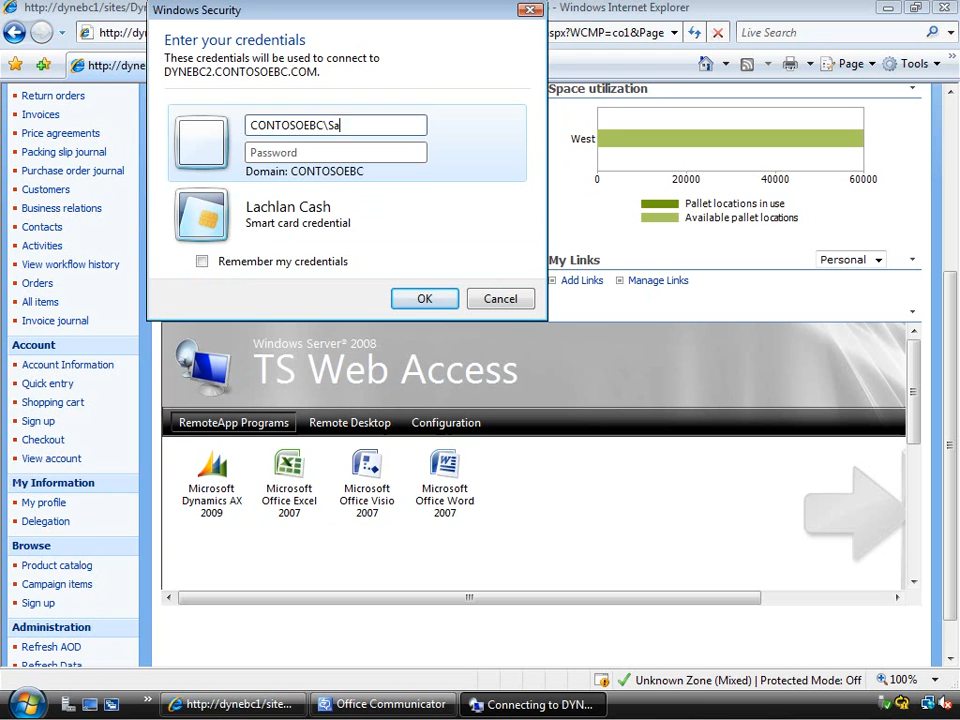 http://dynebc1/sites/Dyn
Windows Internet Explorer
http://dy
spx?WCMP=co1&Page
Live Search
http://dyne
Page
Tools
Windows Security
Enter your credentials
These credentials will be used to connect to
DYNEBC2.CONTOSOEBC.COM.
CONTOSOEBC\Sa
Password
Domain: CONTOSOEBC
Lachlan Cash
Smart card credential
Remember my credentials
OK
Cancel
Return orders
Invoices
Price agreements
Packing slip journal
Purchase order journal
Customers
Business relations
Contacts
Activities
View workflow history
Orders
All items
Invoice journal
Account
Account Information
Quick entry
Shopping cart
Sign up
Checkout
View account
My Information
My profile
Delegation
Browse
Product catalog
Campaign items
Sign up
Administration
Refresh AOD
Refresh Data
Space utilization
West
0 20000 40000 60000
Pallet locations in use
Available pallet locations
My Links
Personal
Add Links
Manage Links
Windows Server® 2008
TS Web Access
RemoteApp Programs
Remote Desktop
Configuration
Microsoft
Dynamics AX
2009
Microsoft
Office Excel
2007
Microsoft
Office Visio
2007
Microsoft
Office Word
2007
Unknown Zone (Mixed) | Protected Mode: Off
100%
http://dynebc1/site...
Office Communicator
Connecting to DYN...